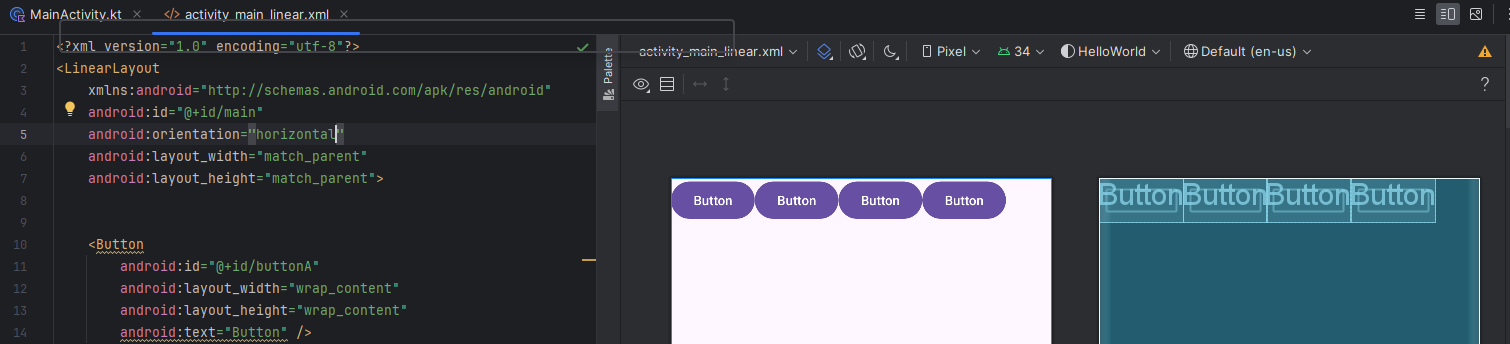 MainActivity.kt activity_main_linear.xml
1 <?xml version="1.0" encoding="utf-8"?>
2 <LinearLayout
3 xmlns:android="http://schemas.android.com/apk/res/android"
4 android:id="@+id/main"
5 android:orientation="horizontal"
6 android:layout_width="match_parent"
7 android:layout_height="match_parent">
8
9
10 <Button
11 android:id="@+id/buttonA"
12 android:layout_width="wrap_content"
13 android:layout_height="wrap_content"
14 android:text="Button" />
Palette
activity_main_linear.xml Pixel 34 HelloWorld Default (en-us)
?
Button Button Button Button
Button Button Button Button